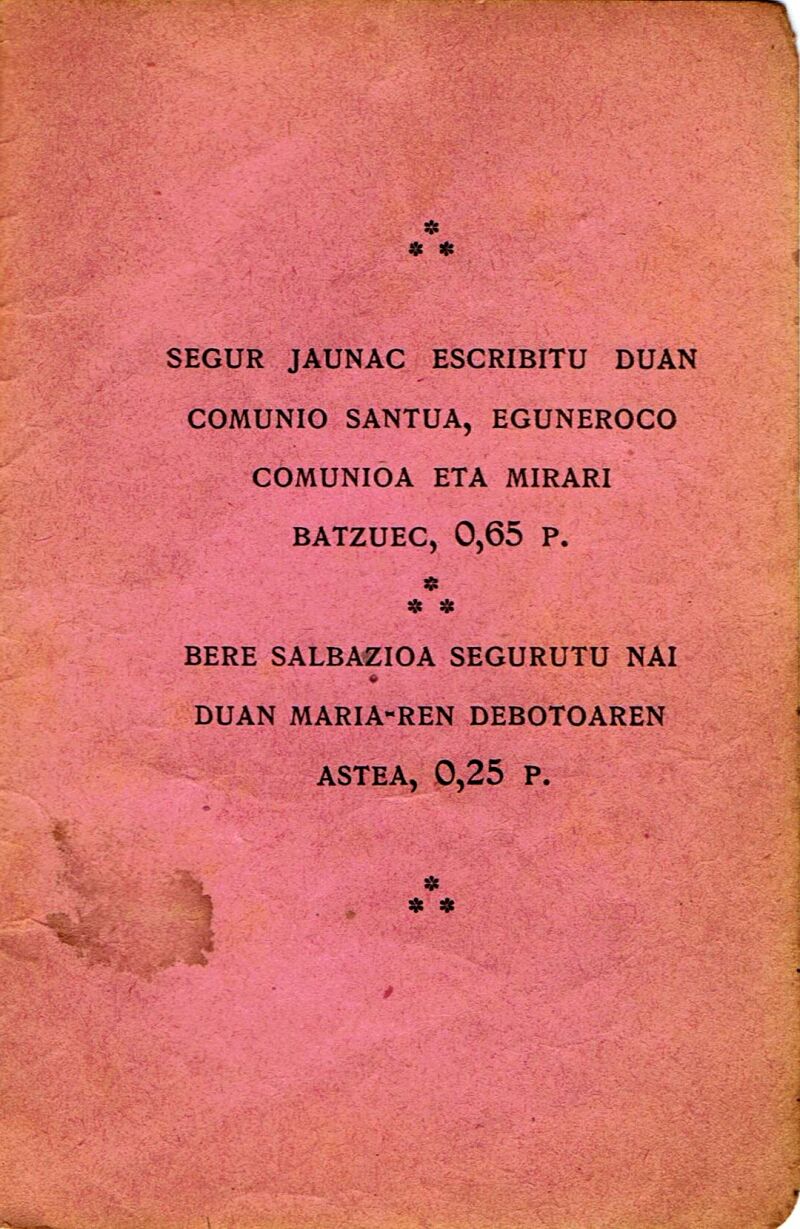 SEGUR JAUNAC ESCRIBITU DUAN
COMUNIO SANTUA, EGUNEROCO
COMUNIOA ETA MIRARI
BATZUEC, 0,65 P.
BERE SALBAZIOA SEGURUTU NAI
DUAN MARIA-REN DEBOTOAREN
ASTEA, 0,25 P.